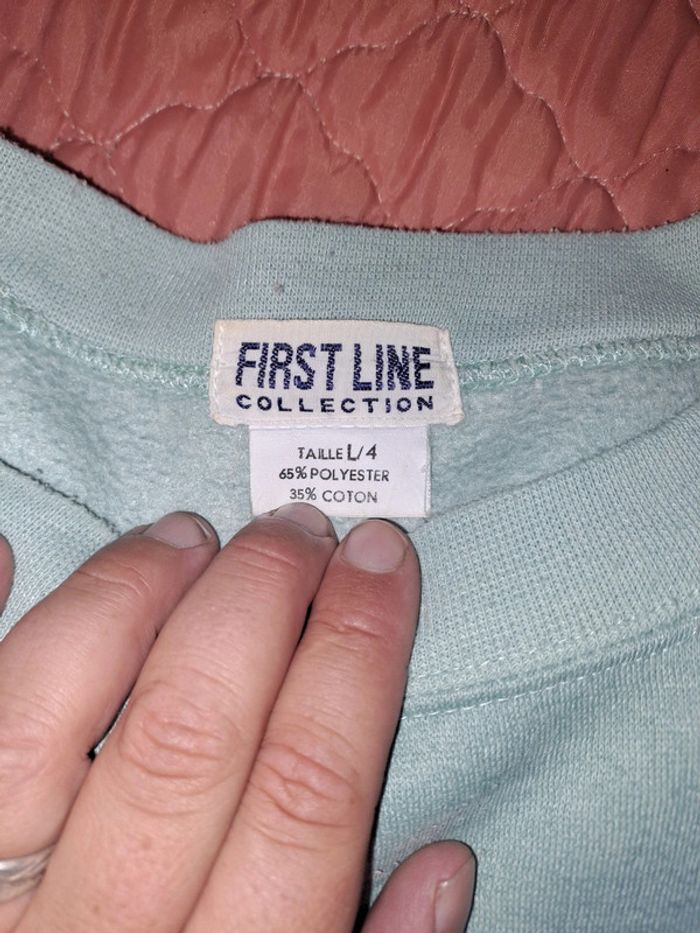 FIRST LINE
COLLECTION
TAILLE L/4
65% POLYESTER
35% COTON